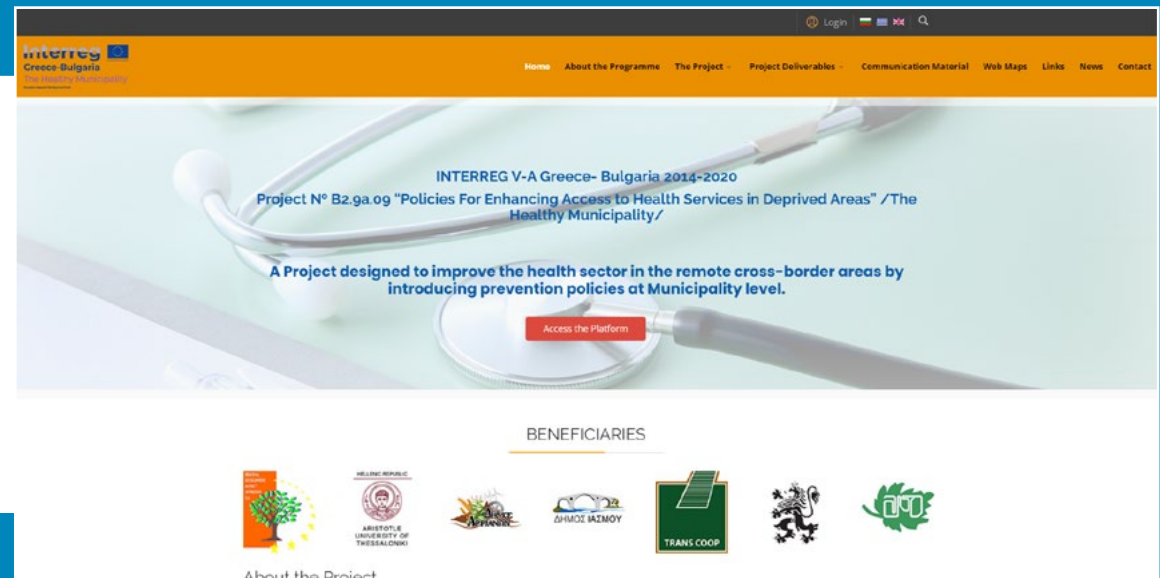 Login
Interreg
Greece-Bulgaria
The Healthy Municipality
Home About the Programme The Project Project Deliverables Communication Material Web Maps Links News Contact
INTERREG V-A Greece- Bulgaria 2014-2020
Project Nº B2.9a.09 “Policies For Enhancing Access to Health Services in Deprived Areas” /The
Healthy Municipality/
A Project designed to improve the health sector in the remote cross-border areas by
introducing prevention policies at Municipality level.
Access the Platform
BENEFICIARIES
HELLENIC REPUBLIC
ARISTOTLE
UNIVERSITY OF
THESSALONIKI
ΔΗΜΟΣ ΙΑΣΜΟΥ
TRANS COOP
About the Project